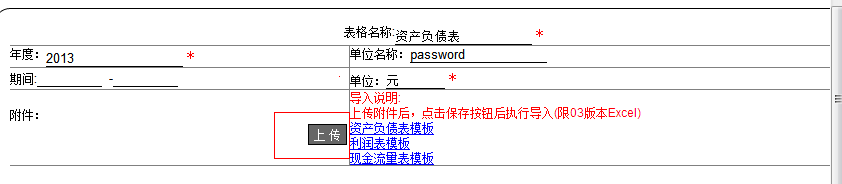 表格名称:资产负债表 *
年度：2013 * 单位名称：password
期间: - 单位：元 *
导入说明:
附件： 上传附件后，点击保存按钮后执行导入(限03版本Excel)
上 传 资产负债表模板
利润表模板
现金流量表模板